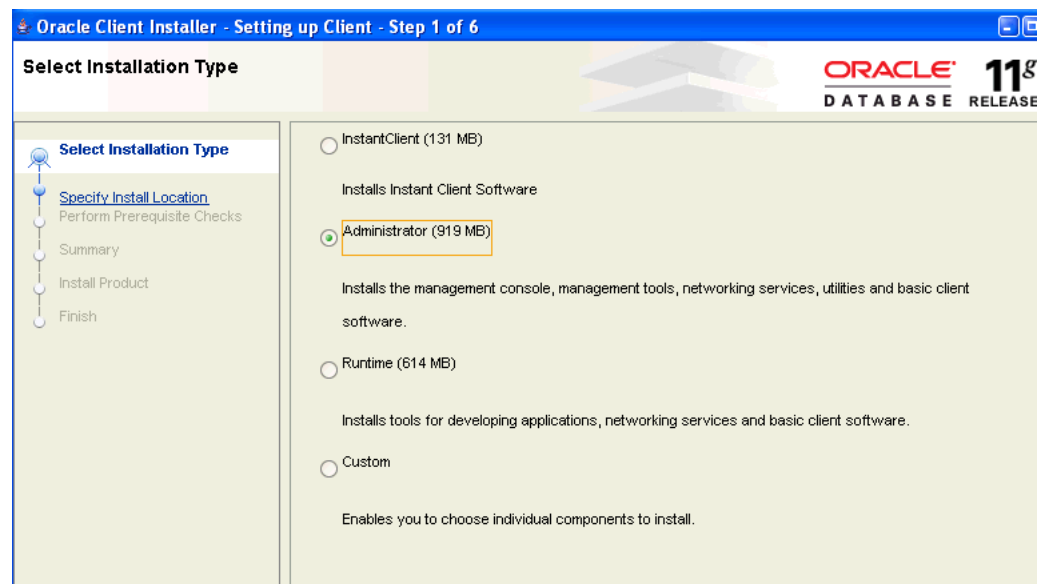 Oracle Client Installer - Setting up Client - Step 1 of 6
Select Installation Type
ORACLE
DATABASE
11g
RELEASE
Select Installation Type
Specify Install Location
Perform Prerequisite Checks
Summary
Install Product
Finish
InstantClient (131 MB)
Installs Instant Client Software
Administrator (919 MB)
Installs the management console, management tools, networking services, utilities and basic client
software.
Runtime (614 MB)
Installs tools for developing applications, networking services and basic client software.
Custom
Enables you to choose individual components to install.